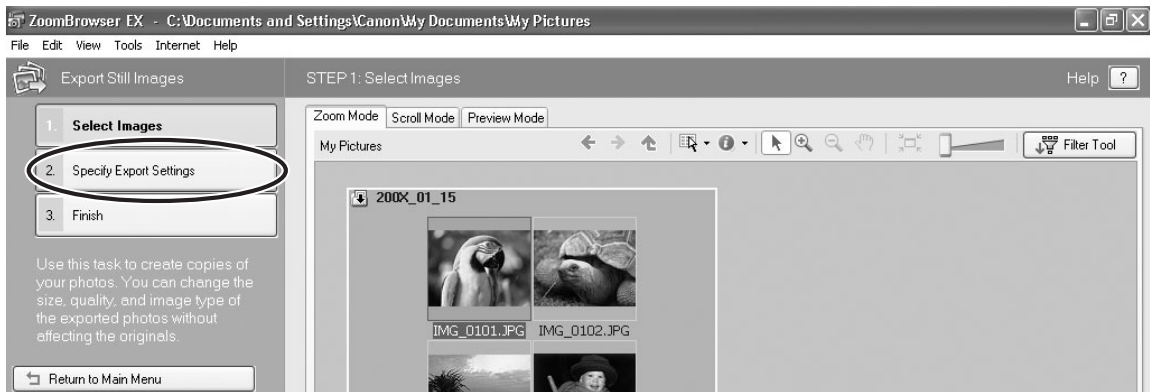 ZoomBrowser EX - C:\Documents and Settings\Canon\My Documents\My Pictures
File Edit View Tools Internet Help
Export Still Images
STEP 1: Select Images
Help ?
1. Select Images
2. Specify Export Settings
3. Finish
Use this task to create copies of
your photos. You can change the
size, quality, and image type of
the exported photos without
affecting the originals.
Return to Main Menu
Zoom Mode Scroll Mode Preview Mode
My Pictures
Filter Tool
200X_01_15
IMG_0101.JPG IMG_0102.JPG